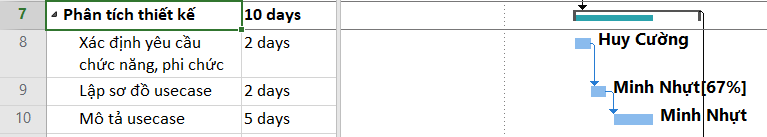 7 Phân tích thiết kế 10 days
8 Xác định yêu cầu 2 days Huy Cường
chức năng, phi chức
9 Lập sơ đồ usecase 2 days Minh Nhựt[67%]
10 Mô tả usecase 5 days Minh Nhựt